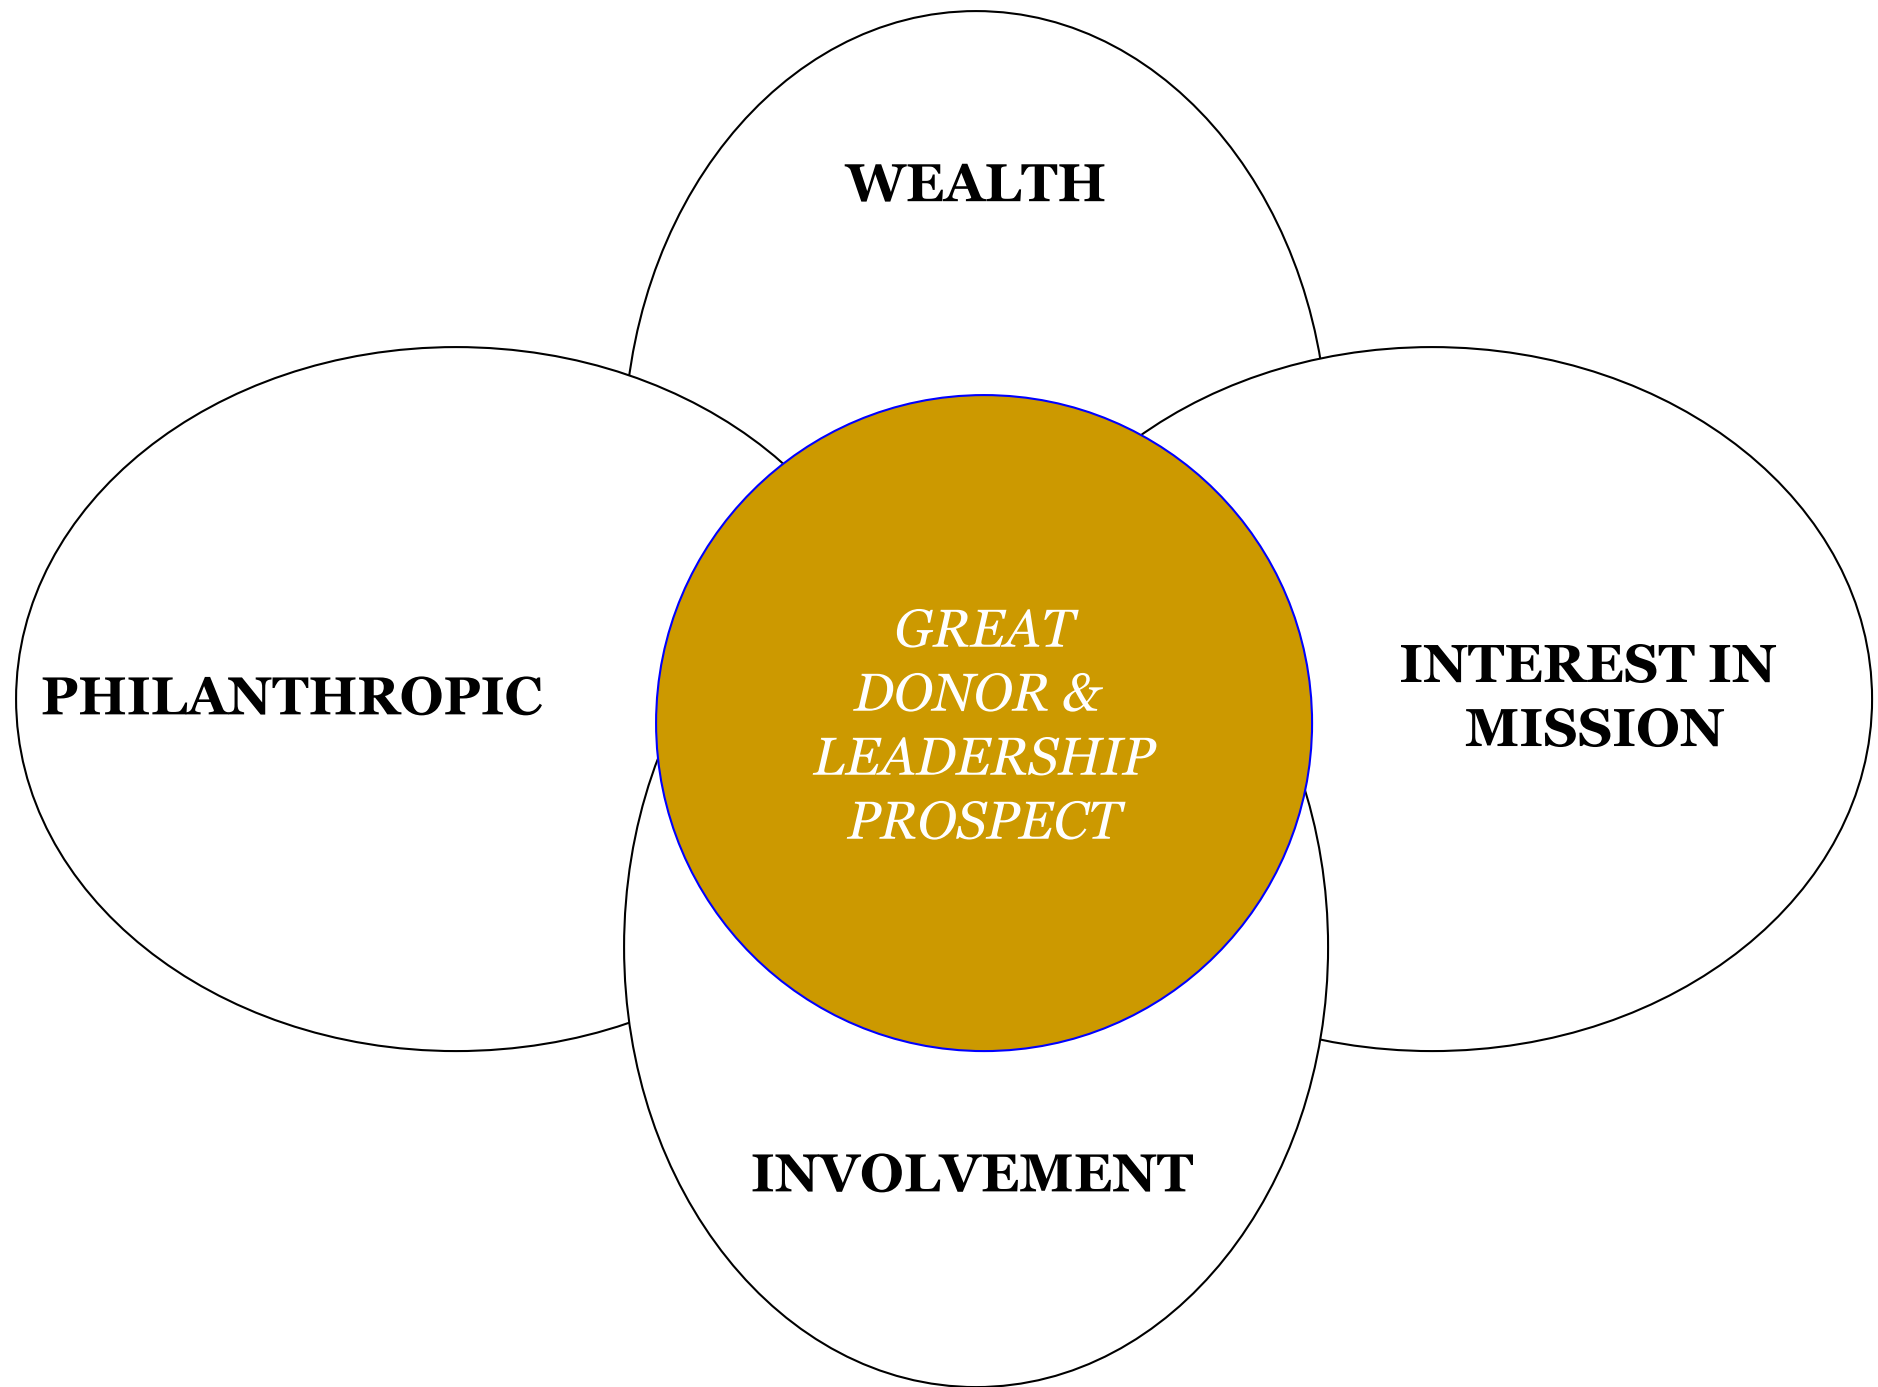 WEALTH
PHILANTHROPIC
GREAT
DONOR &
LEADERSHIP
PROSPECT
INTEREST IN
MISSION
INVOLVEMENT